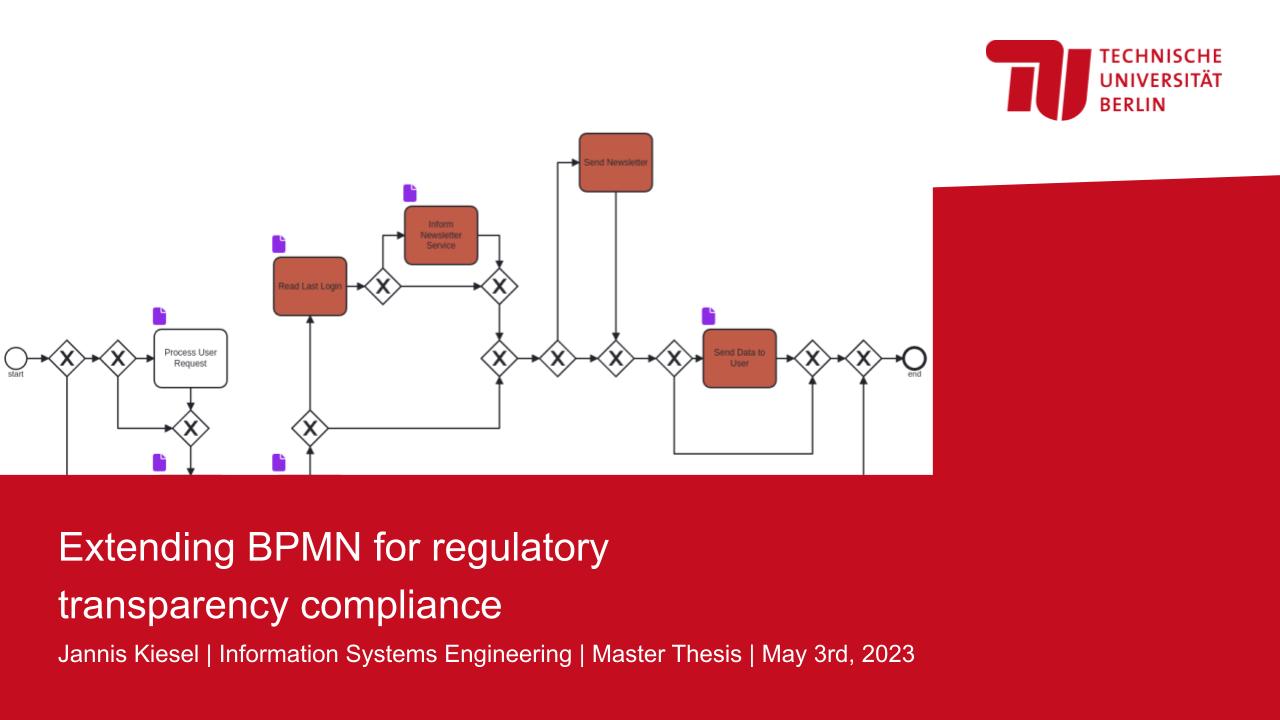 TECHNISCHE
UNIVERSITÄT
BERLIN
Send Newsletter
Inform
Newsletter
Service
Read Last Login
Process User
Request
Send Data to
User
start
end
Extending BPMN for regulatory
transparency compliance
Jannis Kiesel | Information Systems Engineering | Master Thesis | May 3rd, 2023